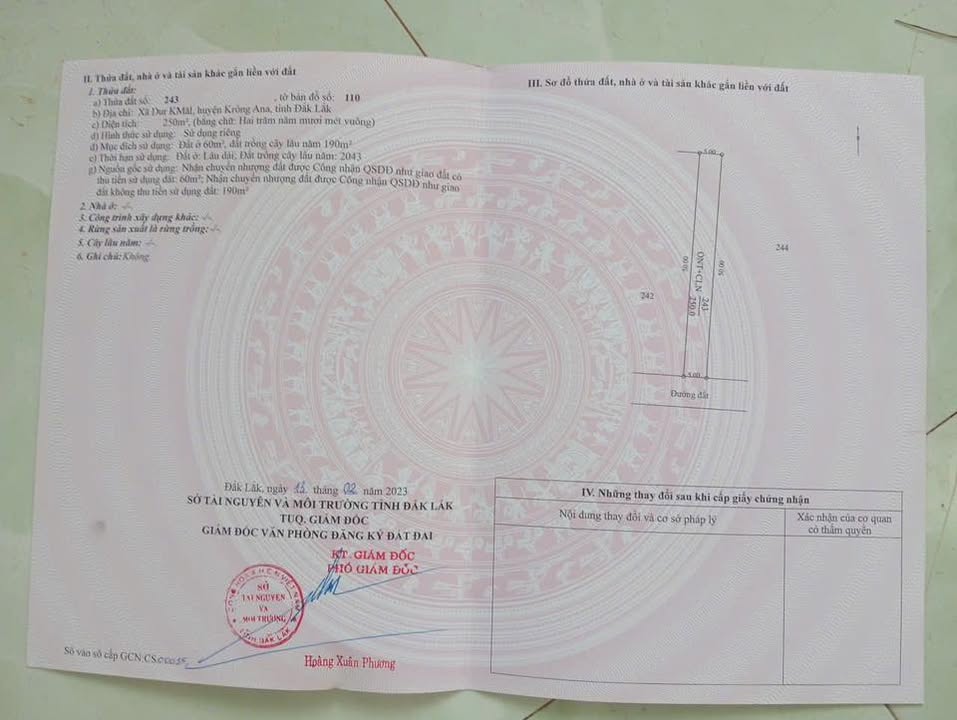 II. Thửa đất, nhà ở và tài sản khác gắn liền với đất
1. Thửa đất:
a) Thửa đất số: 243 , tờ bản đồ số: 110
b) Địa chỉ: Xã Dur KMăl, huyện Krông Ana, tỉnh Đắk Lắk
c) Diện tích: 250m², (bằng chữ: Hai trăm năm mươi mét vuông)
d) Hình thức sử dụng: Sử dụng riêng
đ) Mục đích sử dụng: Đất ở 60m², đất trồng cây lâu năm 190m²
e) Thời hạn sử dụng: Đất ở: Lâu dài, Đất trồng cây lâu năm: 2043
g) Nguồn gốc sử dụng: Nhận chuyển nhượng đất được Công nhận QSDĐ như giao đất có
thu tiền sử dụng đất: 60m²; Nhận chuyển nhượng đất được Công nhận QSDĐ như giao
đất không thu tiền sử dụng đất: 190m²
2. Nhà ở: -/-.
3. Công trình xây dựng khác: -/-.
4. Rừng sản xuất là rừng trồng: -/-.
5. Cây lâu năm: -/-.
6. Ghi chú: Không.
Đắk Lắk, ngày 13 tháng 02 năm 2023
SỞ TÀI NGUYÊN VÀ MÔI TRƯỜNG TỈNH ĐẮK LẮK
TUQ. GIÁM ĐỐC
GIÁM ĐỐC VĂN PHÒNG ĐĂNG KÝ ĐẤT ĐAI
KT. GIÁM ĐỐC
PHÓ GIÁM ĐỐC
SỞ
TÀI NGUYÊN
VÀ
MÔI TRƯỜNG
TỈNH ĐẮK LẮK
Hoàng Xuân Phương
Số vào sổ cấp GCN:CS
III. Sơ đồ thửa đất, nhà ở và tài sản khác gắn liền với đất
5.00
244
50.00
ONT+CLN
243
250.0
50.00
242
5.00
Đường đất
IV. Những thay đổi sau khi cấp giấy chứng nhận
Nội dung thay đổi và cơ sở pháp lý
Xác nhận của cơ quan
có thẩm quyền